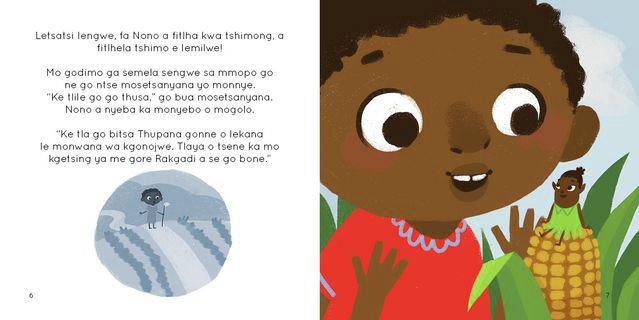 Letsatsi lengwe, fa Nono a fitlha kwa tshimong, a
fitlhela tshimo e lemilwe!
Mo godimo ga semela sengwe sa mmopo go
ne go ntse mosetsanyana yo monnye.
“Ke tlile go go thusa,” go bua mosetsanyana.
Nono a nyeba ka monyebo o mogolo.
“Ke tla go bitsa Thupana gonne o lekana
le monwana wa kgonojwe. Tlaya o tsene ka mo
kgetsing ya me gore Rakgadi a se go bone.”
6
7